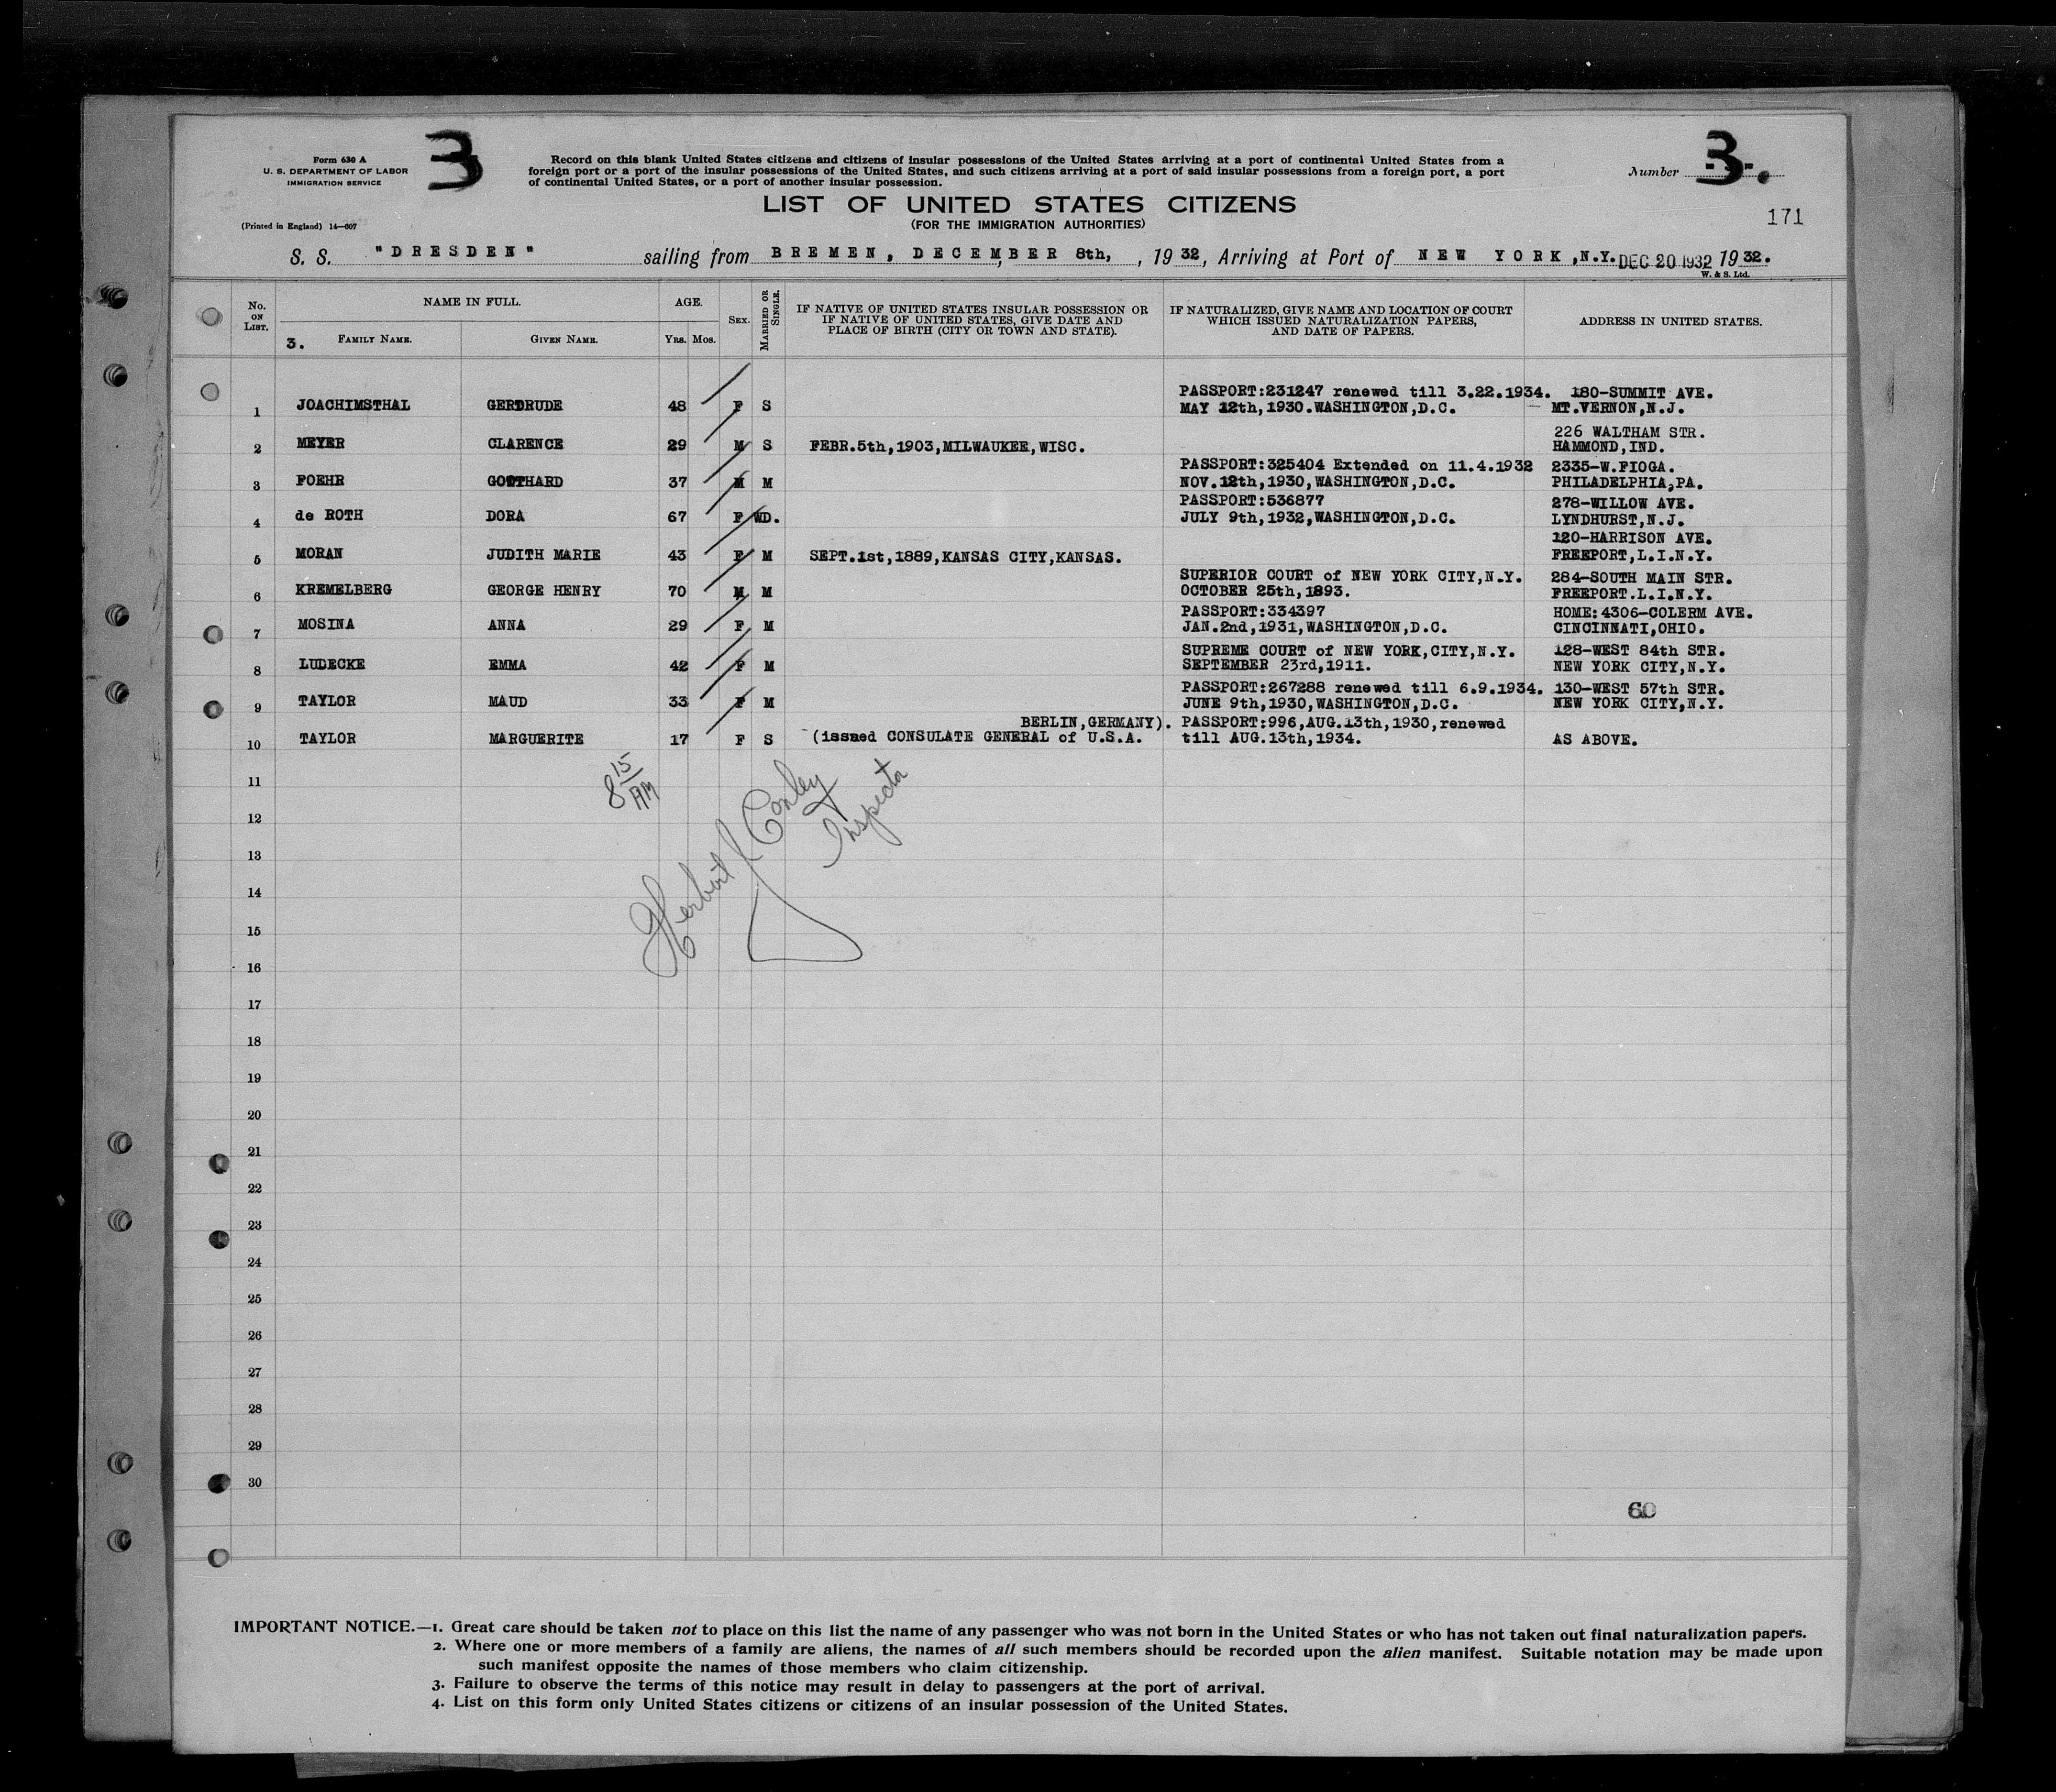 Form 630 A
U. S. DEPARTMENT OF LABOR
IMMIGRATION SERVICE
(Printed in England) 14—607
3
Record on this blank United States citizens and citizens of insular possessions of the United States arriving at a port of continental United States from a
foreign port or a port of the insular possessions of the United States, and such citizens arriving at a port of said insular possessions from a foreign port, a port
of continental United States, or a port of another insular possession.
Number 3.
LIST OF UNITED STATES CITIZENS
(FOR THE IMMIGRATION AUTHORITIES)
171
S. S. "DRESDEN" sailing from BREMEN, DECEMBER 8th, , 1932, Arriving at Port of NEW YORK,N.Y. DEC 20 1932 1932.
W. & S. Ltd.
No. ON LIST. NAME IN FULL. AGE. SEX. MARRIED OR SINGLE. IF NATIVE OF UNITED STATES INSULAR POSSESSION OR IF NATIVE OF UNITED STATES, GIVE DATE AND PLACE OF BIRTH (CITY OR TOWN AND STATE). IF NATURALIZED, GIVE NAME AND LOCATION OF COURT WHICH ISSUED NATURALIZATION PAPERS, AND DATE OF PAPERS. ADDRESS IN UNITED STATES.
3. FAMILY NAME. GIVEN NAME. YRS. MOS.
PASSPORT:231247 renewed till 3.22.1934. 180-SUMMIT AVE.
1 JOACHIMSTHAL GERTRUDE 48 F S MAY 12th,1930.WASHINGTON,D.C. MT.VERNON,N.J.
226 WALTHAM STR.
2 MEYER CLARENCE 29 M S FEBR.5th,1903,MILWAUKEE,WISC. HAMMOND,IND.
PASSPORT:325404 Extended on 11.4.1932 2335-W.FIOGA.
3 FOEHR GOTTHARD 37 M M NOV.12th,1930,WASHINGTON,D.C. PHILADELPHIA,PA.
PASSPORT:536877 278-WILLOW AVE.
4 de ROTH DORA 67 F WD. JULY 9th,1932,WASHINGTON,D.C. LYNDHURST,N.J.
120-HARRISON AVE.
5 MORAN JUDITH MARIE 43 F M SEPT.1st,1889,KANSAS CITY,KANSAS. FREEPORT,L.I.N.Y.
SUPERIOR COURT of NEW YORK CITY,N.Y. 284-SOUTH MAIN STR.
6 KREMELBERG GEORGE HENRY 70 M M OCTOBER 25th,1893. FREEPORT.L.I.N.Y.
PASSPORT:334397 HOME:4306-COLERM AVE.
7 MOSINA ANNA 29 F M JAN.2nd,1931,WASHINGTON,D.C. CINCINNATI,OHIO.
SUPREME COURT of NEW YORK,CITY,N.Y. 128-WEST 84th STR.
8 LUDECKE EMMA 42 F M SEPTEMBER 23rd,1911. NEW YORK CITY,N.Y.
PASSPORT:267288 renewed till 6.9.1934. 130-WEST 57th STR.
9 TAYLOR MAUD 33 F M JUNE 9th,1930,WASHINGTON,D.C. NEW YORK CITY,N.Y.
BERLIN,GERMANY). PASSPORT:996,AUG.13th,1930,renewed
10 TAYLOR MARGUERITE 17 F S (issued CONSULATE GENERAL of U.S.A. till AUG.13th,1934. AS ABOVE.
8 15 AM
Herbert J Conley
Inspector
11
12
13
14
15
16
17
18
19
20
21
22
23
24
25
26
27
28
29
30
60
IMPORTANT NOTICE.—1. Great care should be taken not to place on this list the name of any passenger who was not born in the United States or who has not taken out final naturalization papers.
2. Where one or more members of a family are aliens, the names of all such members should be recorded upon the alien manifest. Suitable notation may be made upon
such manifest opposite the names of those members who claim citizenship.
3. Failure to observe the terms of this notice may result in delay to passengers at the port of arrival.
4. List on this form only United States citizens or citizens of an insular possession of the United States.